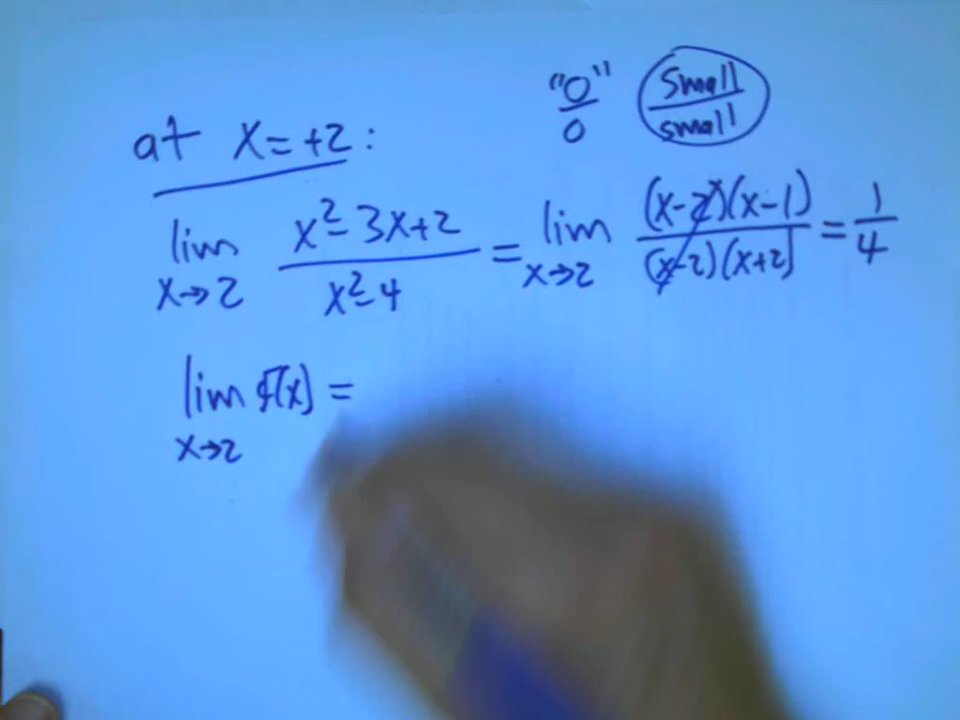 "0"/0 small/small
at x=+2:
lim x→2 x²-3x+2 / x²-4 = lim x→2 (x-2)(x-1) / (x-2)(x+2) = 1/4
lim x→2 f(x) =